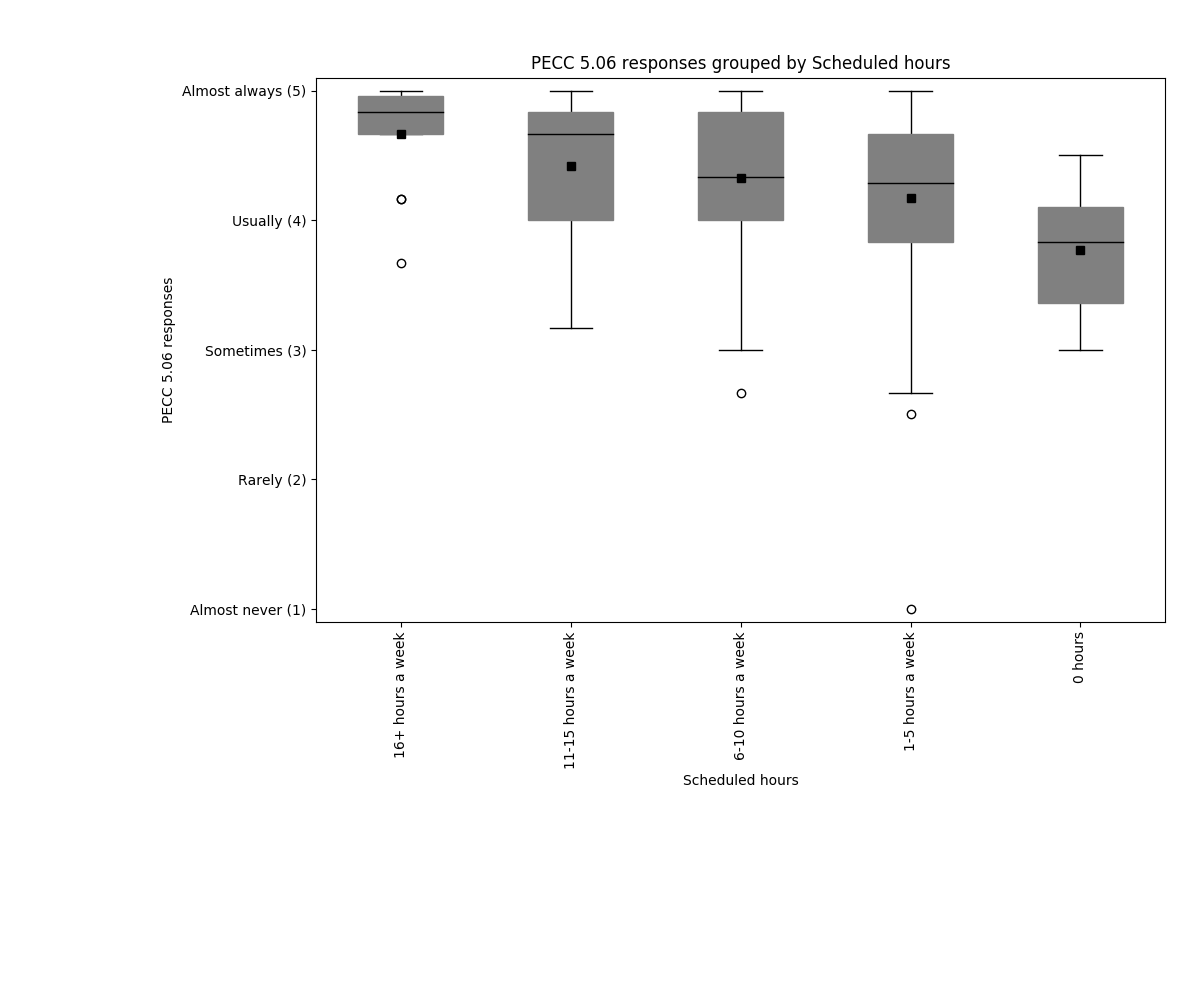 PECC 5.06 responses grouped by Scheduled hours
Almost always (5)
Usually (4)
Sometimes (3)
Rarely (2)
Almost never (1)
PECC 5.06 responses
16+ hours a week
11-15 hours a week
6-10 hours a week
1-5 hours a week
0 hours
Scheduled hours